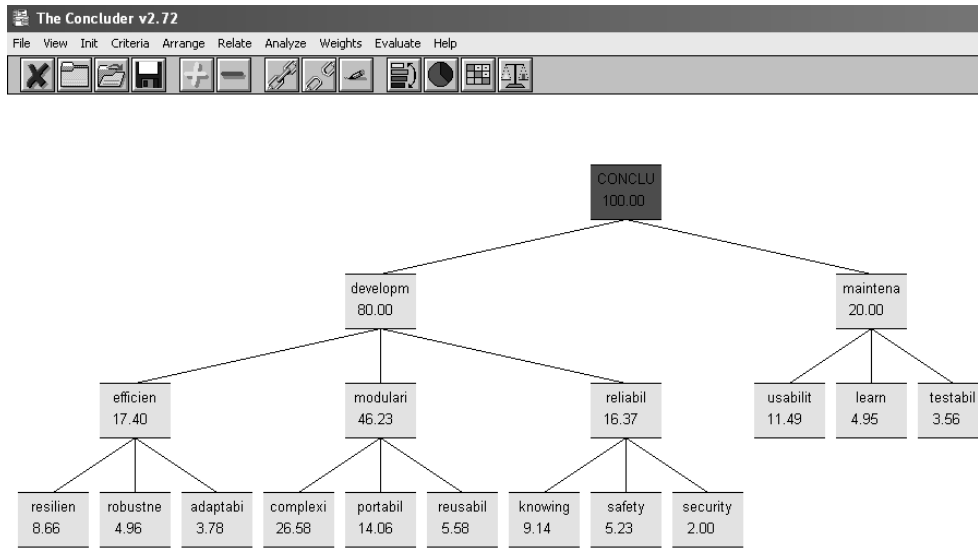 The Concluder v2.72
File View Init Criteria Arrange Relate Analyze Weights Evaluate Help
CONCLU
100.00
developm
80.00
maintena
20.00
efficien
17.40
modulari
46.23
reliabil
16.37
usabilit
11.49
learn
4.95
testabil
3.56
resilien
8.66
robustne
4.96
adaptabi
3.78
complexi
26.58
portabil
14.06
reusabil
5.58
knowing
9.14
safety
5.23
security
2.00